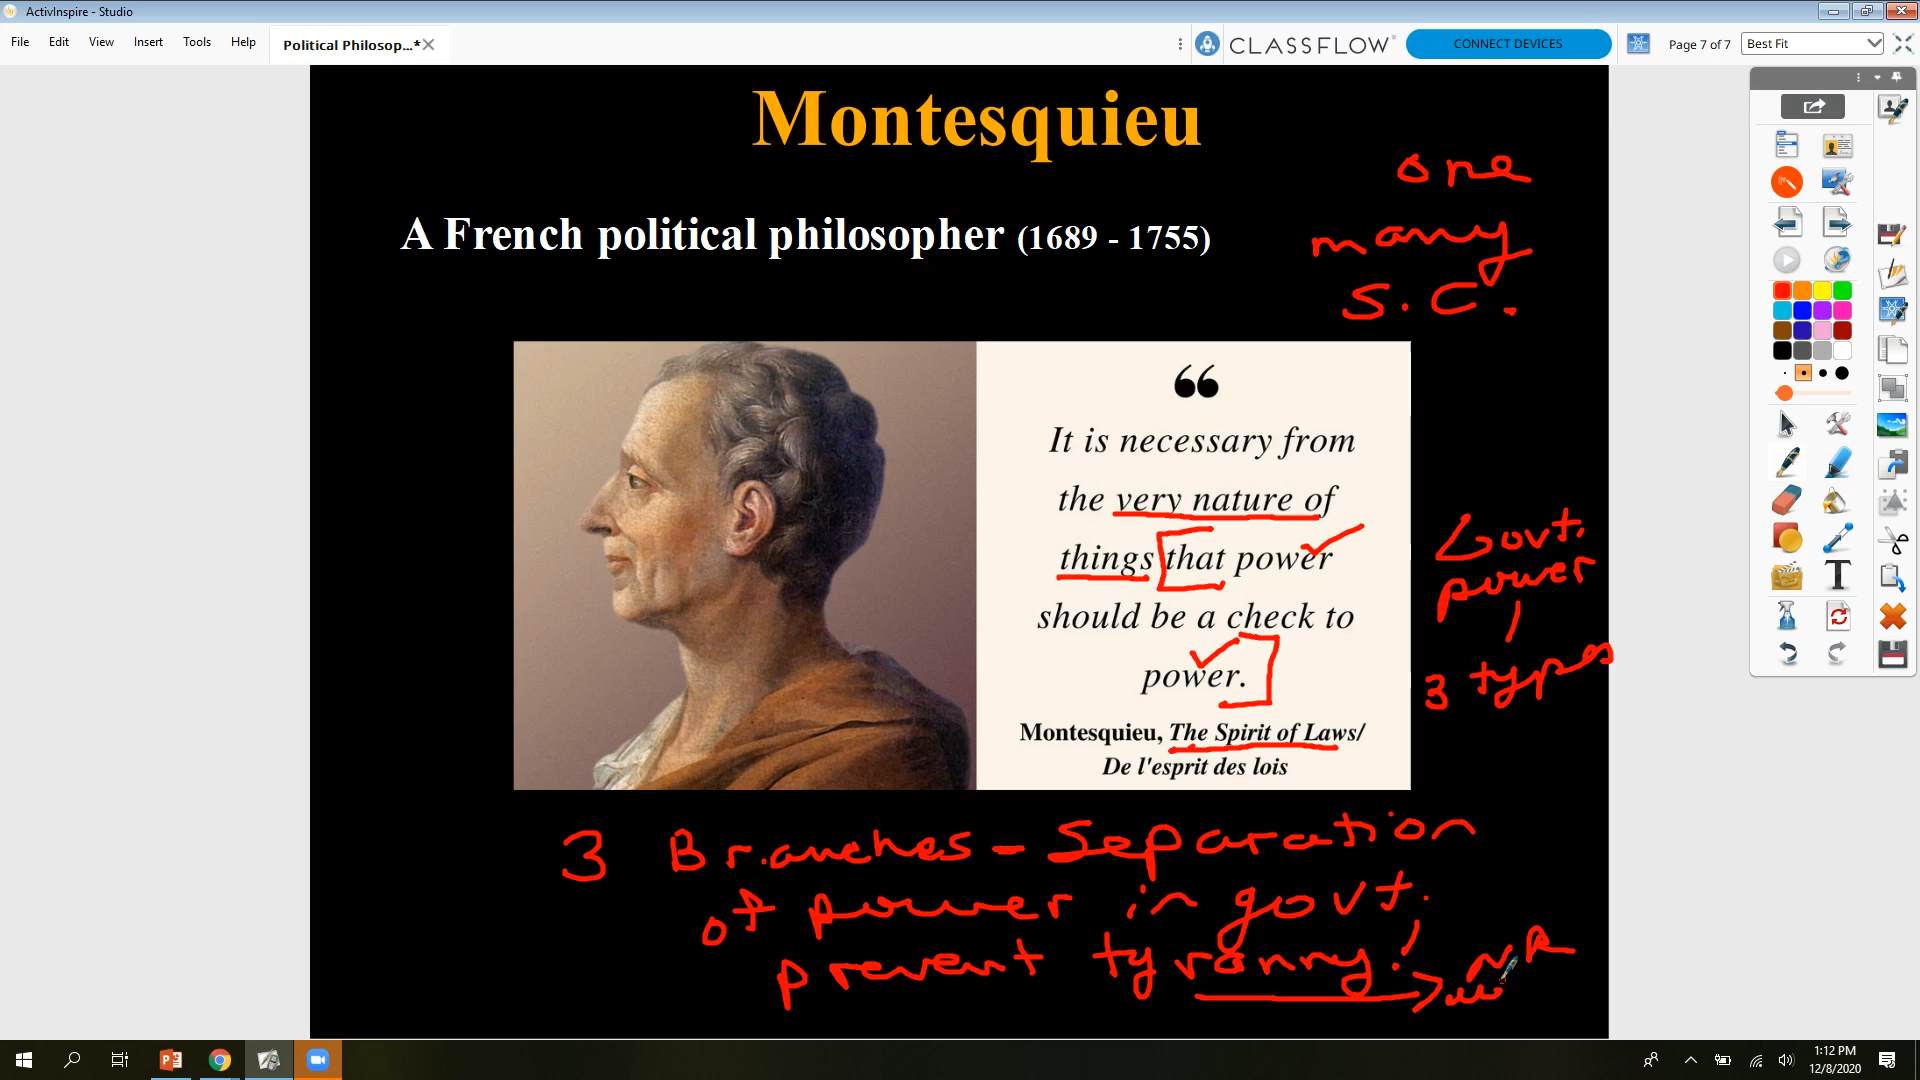 ActivInspire - Studio
File Edit View Insert Tools Help
Political Philosop...*
CLASSFLOW
CONNECT DEVICES
Page 7 of 7
Best Fit
Montesquieu
A French political philosopher (1689 - 1755)
one
many
S.C.
❝
It is necessary from
the very nature of
things that power
should be a check to
power.
Montesquieu, The Spirit of Laws/
De l'esprit des lois
Govt.
power
3 types
3 Branches - Separation
of power in govt.
prevent tyranny.
NR
1:12 PM
12/8/2020